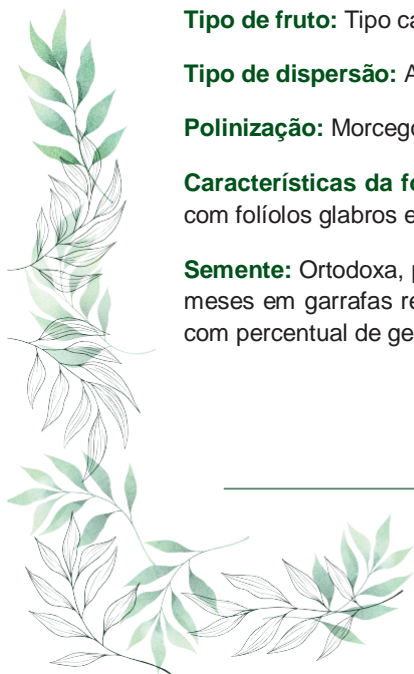 Tipo de fruto: Tipo
Tipo de dispersão:
Polinização:
Características da
com folíolos glabros
Semente: Ortodoxa,
meses em garrafas
com percentual de